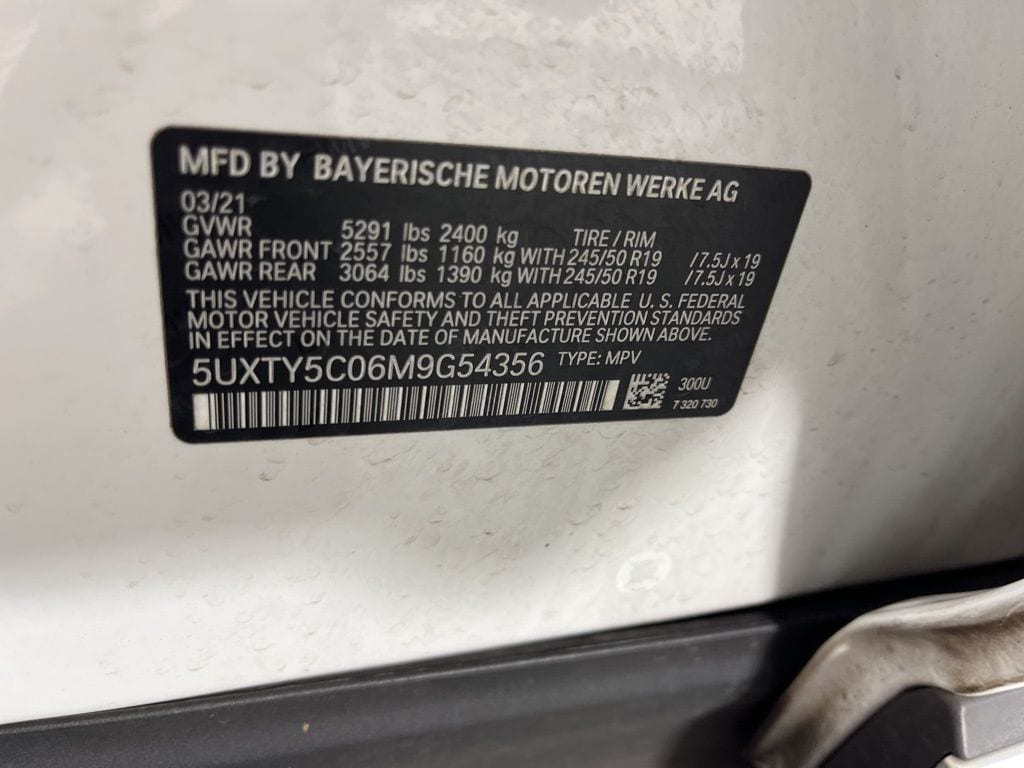 MFD BY BAYERISCHE MOTOREN WERKE AG
03/21
GVWR 5291 lbs 2400 kg TIRE / RIM
GAWR FRONT 2557 lbs 1160 kg WITH 245/50 R19 /7.5J x 19
GAWR REAR 3064 lbs 1390 kg WITH 245/50 R19 /7.5J x 19
THIS VEHICLE CONFORMS TO ALL APPLICABLE U. S. FEDERAL
MOTOR VEHICLE SAFETY AND THEFT PREVENTION STANDARDS
IN EFFECT ON THE DATE OF MANUFACTURE SHOWN ABOVE.
5UXTY5C06M9G54356 TYPE: MPV
300U
7 320 730